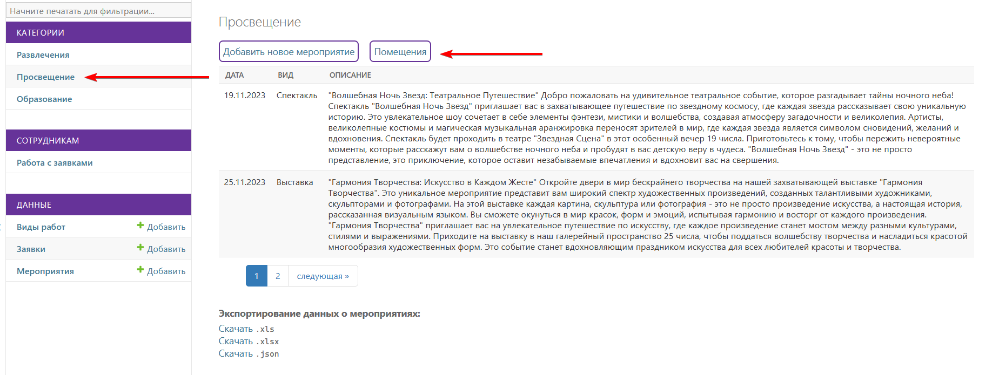 Начните печатать для фильтрации...
КАТЕГОРИИ
Развлечения
Просвещение
Образование
СОТРУДНИКАМ
Работа с заявками
ДАННЫЕ
Виды работ Добавить
Заявки Добавить
Мероприятия Добавить
Просвещение
Добавить новое мероприятие Помещения
ДАТА ВИД ОПИСАНИЕ
19.11.2023 Спектакль "Волшебная Ночь Звезд: Театральное Путешествие" Добро пожаловать на удивительное театральное событие, которое разгадывает тайны ночного неба!
Спектакль "Волшебная Ночь Звезд" приглашает вас в захватывающее путешествие по звездному космосу, где каждая звезда рассказывает свою уникальную
историю. Это увлекательное шоу сочетает в себе элементы фэнтези, мистики и волшебства, создавая атмосферу загадочности и великолепия. Артисты,
великолепные костюмы и магическая музыкальная аранжировка переносят зрителей в мир, где каждая звезда является символом сновидений, желаний и
вдохновения. Спектакль будет проходить в театре "Звездная Сцена" в этот особенный вечер 19 числа. Приготовьтесь к тому, чтобы пережить невероятные
моменты, которые расскажут вам о волшебстве ночного неба и пробудят в вас детскую веру в чудеса. "Волшебная Ночь Звезд" - это не просто
представление, это приключение, которое оставит незабываемые впечатления и вдохновит вас на свершения.
25.11.2023 Выставка "Гармония Творчества: Искусство в Каждом Жесте" Откройте двери в мир бескрайнего творчества на нашей захватывающей выставке "Гармония
Творчества". Это уникальное мероприятие представит вам широкий спектр художественных произведений, созданных талантливыми художниками,
скульпторами и фотографами. На этой выставке каждая картина, скульптура или фотография - это не просто произведение искусства, а настоящая история,
рассказанная визуальным языком. Вы сможете окунуться в мир красок, форм и эмоций, испытывая гармонию и восторг от каждого произведения.
"Гармония Творчества" приглашает вас на увлекательное путешествие по искусству, где каждое произведение станет мостом между разными культурами,
стилями и выражениями. Приходите на выставку в наш галерейный пространство 25 числа, чтобы поддаться волшебству творчества и насладиться красотой
многообразия художественных форм. Это событие станет вдохновляющим праздником искусства для всех любителей красоты и творчества.
1 2 следующая »
Экспортирование данных о мероприятиях:
Скачать .xls
Скачать .xlsx
Скачать .json